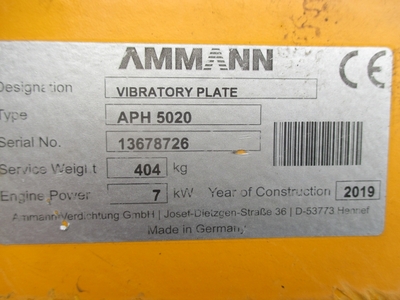 AMMANN
CE
Designation VIBRATORY PLATE
Type APH 5020
Serial No. 13678726
Service Weight 404 kg
Engine Power 7 kW Year of Construction 2019
Ammann Verdichtung GmbH | Josef-Dietzgen-Straße 36 | D-53773 Hennef
Made in Germany